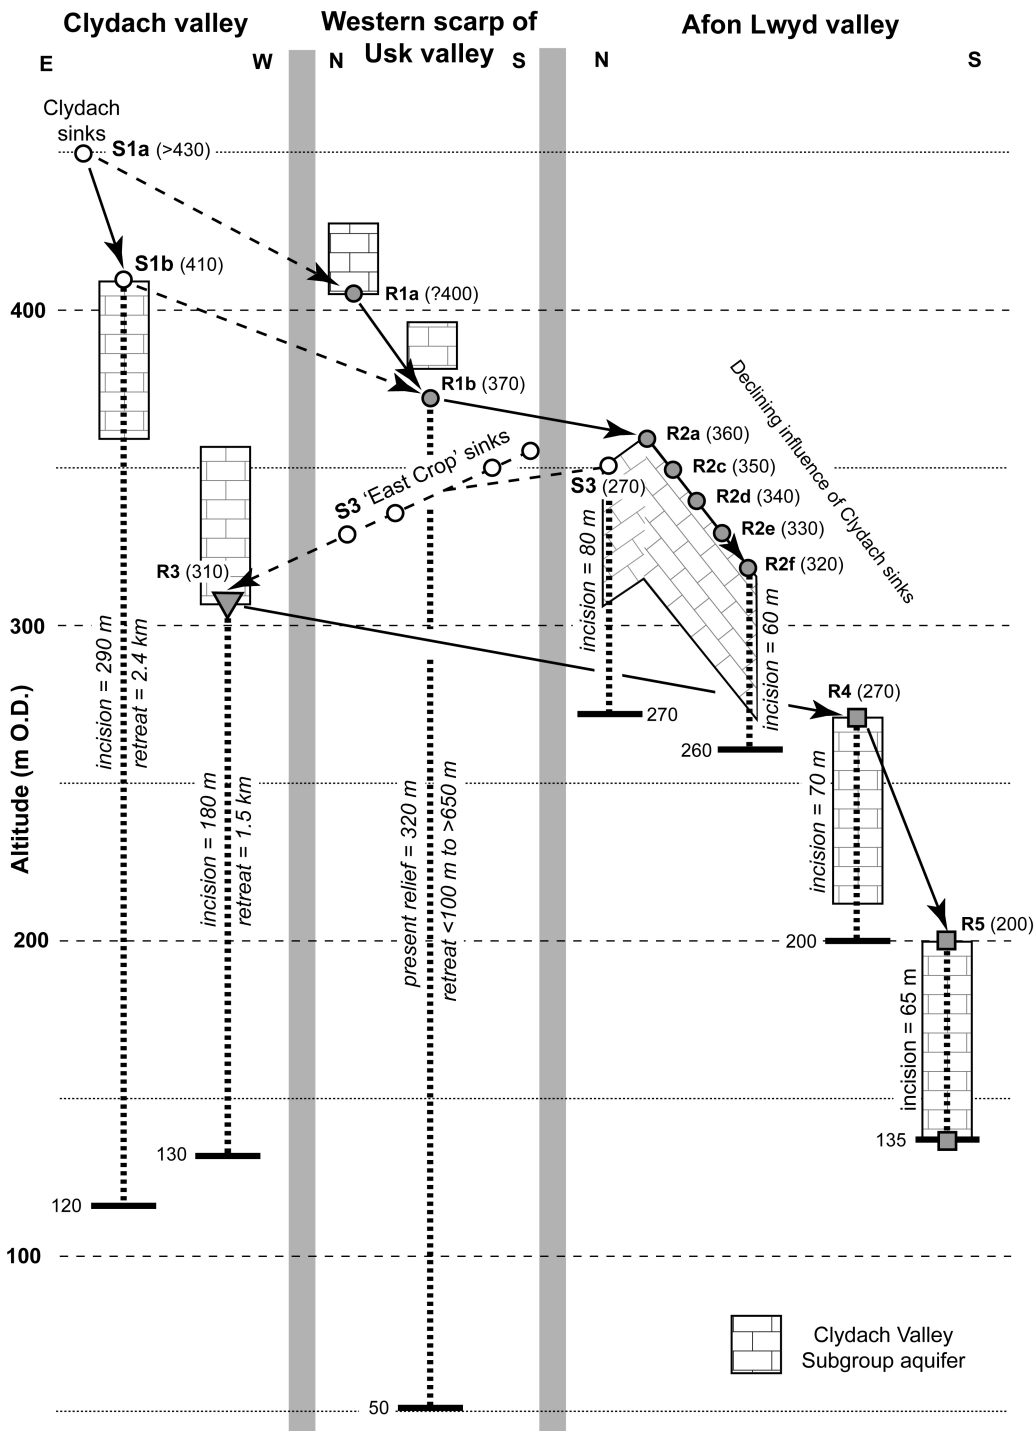 Clydach valley
Western scarp of
Usk valley
Afon Lwyd valley
E
W
N
S
N
S
Clydach
sinks
S1a (>430)
S1b (410)
R1a (?400)
400
R1b (370)
Declining influence of Clydach sinks
R2a (360)
R2c (350)
S3 'East Crop' sinks
S3 (270)
R2d (340)
R2e (330)
R2f (320)
R3 (310)
incision = 80 m
incision = 60 m
300
incision = 290 m
retreat = 2.4 km
R4 (270)
270
260
Altitude (m O.D.)
incision = 180 m
retreat = 1.5 km
present relief = 320 m
retreat <100 m to >650 m
incision = 70 m
R5 (200)
200
200
incision = 65 m
135
130
120
100
Clydach Valley
Subgroup aquifer
50